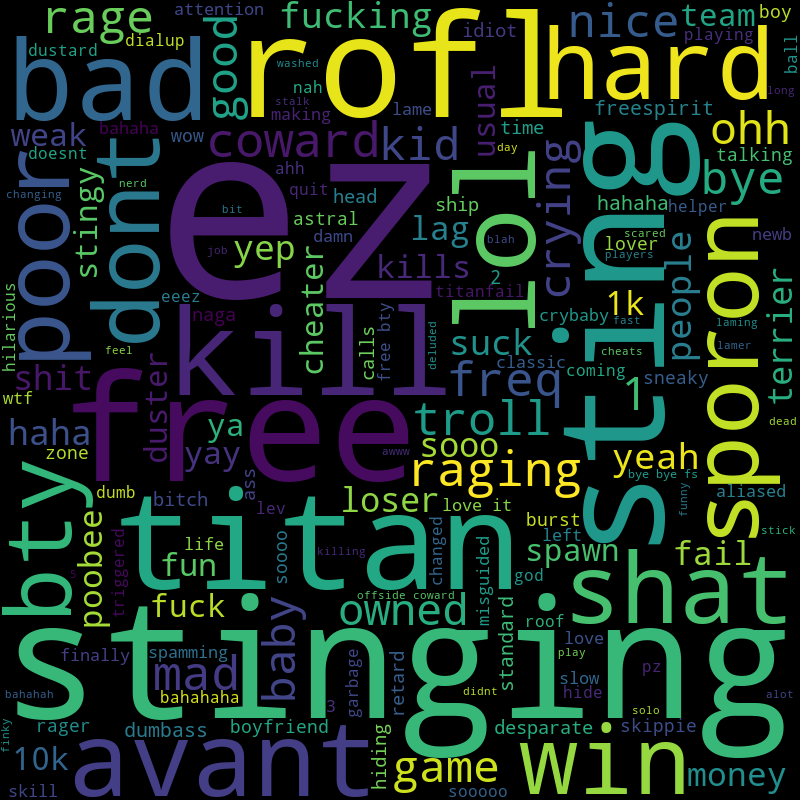 rage
attention
fucking
nice
team
boy
dustard
dialup
good
rofl
idiot
hard
playing
ball
bad
washed
nah
stalk
making
lame
usual
long
freespirit
weak
bahaha
wow
coward
kid
time
ohh
doesnt
ahh
talking
changing
nerd
quit
head
ship
crying
hahaha
helper
bye
poor
dont
stingy
ez
bit
astral
damn
lag
lol
sting
scared
newb
job
yep
kills
blah
lover
players
people
sporon
eeez
2
titanfail
hilarious
naga
cheater
kill
calls
free bty
deluded
crybaby
1k
fast
laming
terrier
feel
suck
classic
cheats
lamer
shit
duster
free
freq
coming
1
sneaky
wtf
haha
ya
troll
dead
zone
yay
awww
sooo
yeah
raging
bye bye fs
funny
aliased
sbty
poobee
dumb
bitch
ass
lev
loser
love it
burst
left
stick
titan
life
killing
changed
misguided
spawn
fail
triggered
fun
soooo
god
s
fuck
offside coward
owned
standard
roof
shat
stinging
finally
spamming
mad
baby
love
play
pz
slow
bahahah
bahahaha
3
garbage
retard
didnt
hide
alot
solo
finky
rager
dumbass
boyfriend
desparate
skippie
10k
avant
hiding
game
win
money
skill
sooooo